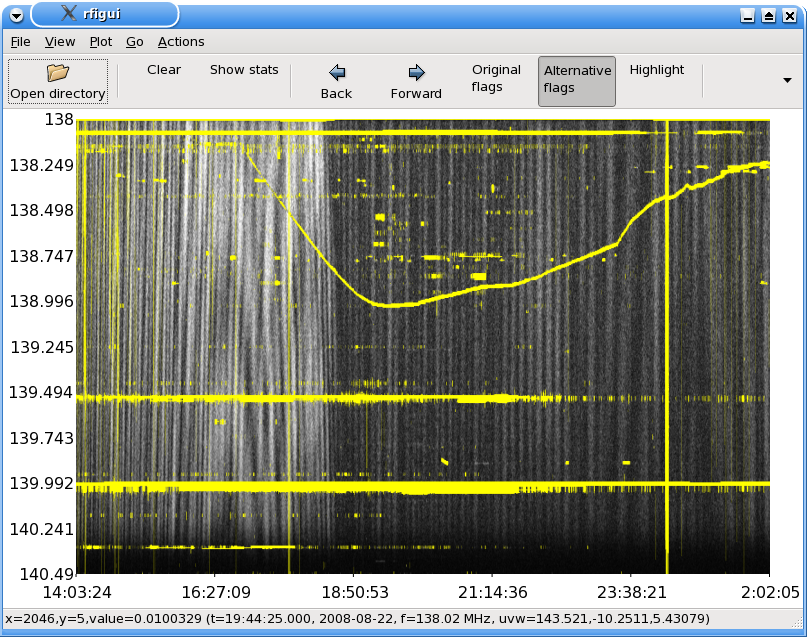 rfigui
File View Plot Go Actions
Open directory Clear Show stats Back Forward Original flags Alternative flags Highlight
138
138.249
138.498
138.747
138.996
139.245
139.494
139.743
139.992
140.241
140.49
14:03:24 16:27:09 18:50:53 21:14:36 23:38:21 2:02:05
x=2046,y=5,value=0.0100329 (t=19:44:25.000, 2008-08-22, f=138.02 MHz, uvw=143.521,-10.2511,5.43079)